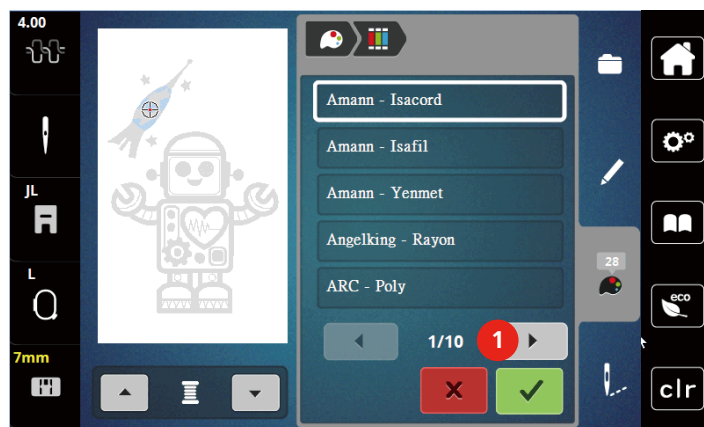 4.00
JL
L
7mm
Amann - Isacord
Amann - Isafil
Amann - Yenmet
Angelking - Rayon
ARC - Poly
1/10
1
28
eco
clr